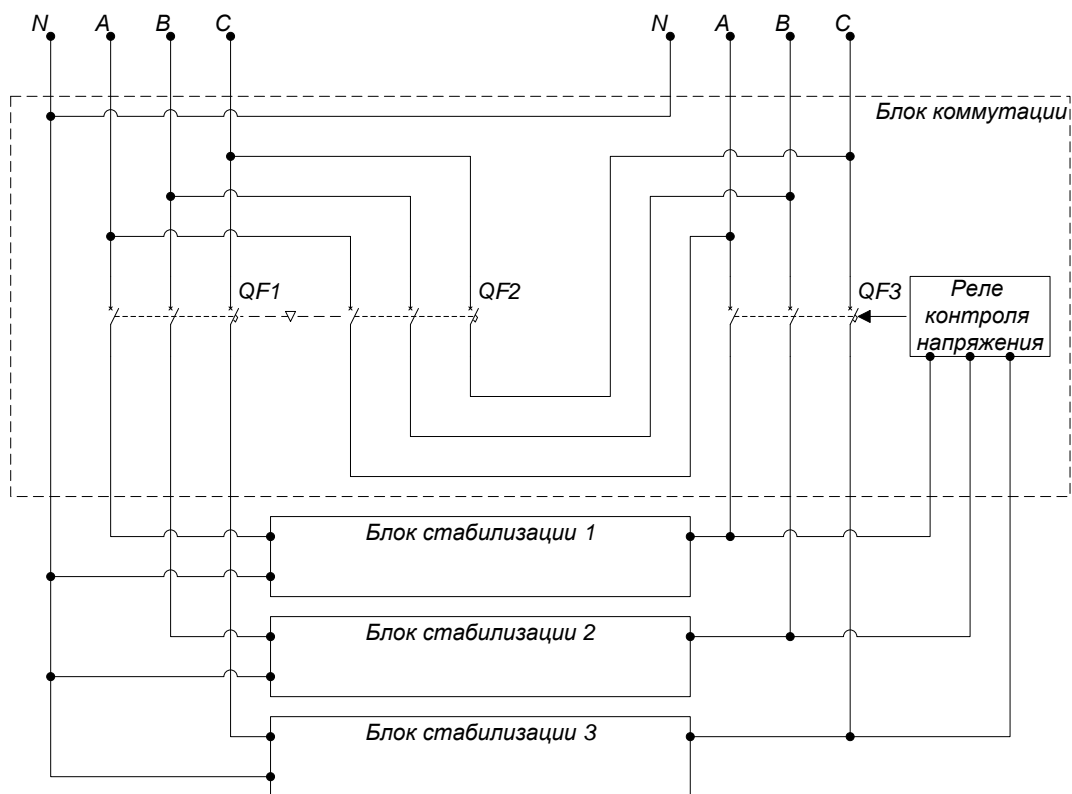 N A B C N A B C
Блок коммутации
QF1 QF2 QF3
Реле
контроля
напряжения
Блок стабилизации 1
Блок стабилизации 2
Блок стабилизации 3